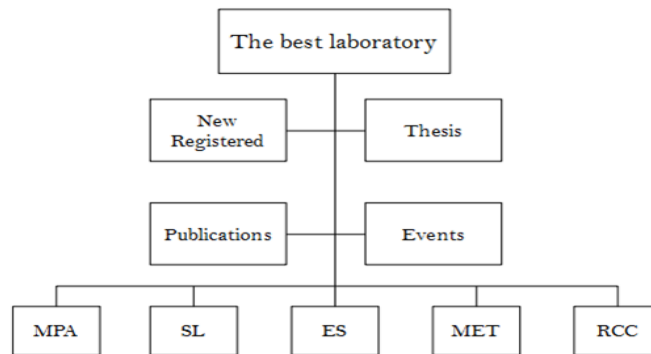 The best laboratory
New
Registered
Thesis
Publications
Events
MPA
SL
ES
MET
RCC